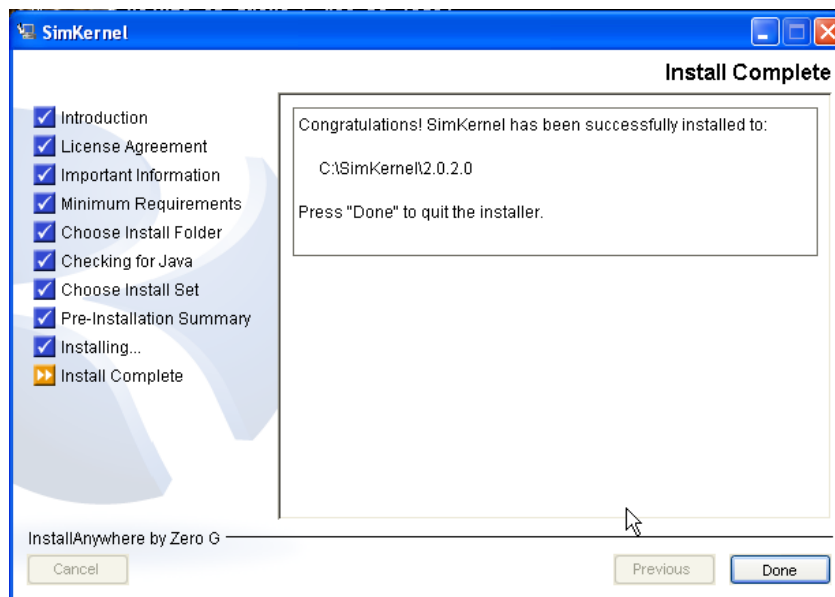 SimKernel
Install Complete
Introduction
License Agreement
Important Information
Minimum Requirements
Choose Install Folder
Checking for Java
Choose Install Set
Pre-Installation Summary
Installing...
Install Complete
Congratulations! SimKernel has been successfully installed to:
C:\SimKernel\2.0.2.0
Press "Done" to quit the installer.
InstallAnywhere by Zero G
Cancel
Previous
Done